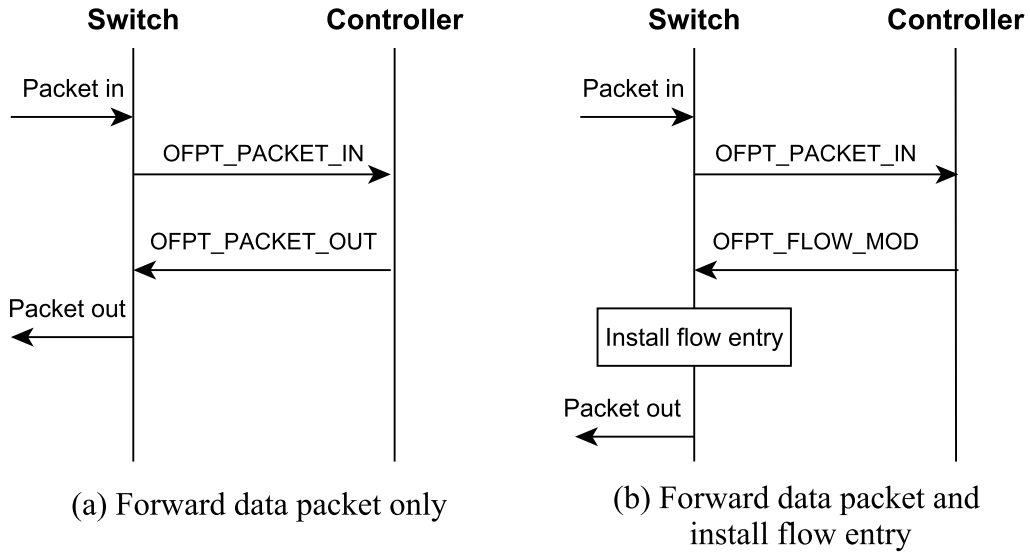 Switch
Controller
Packet in
OFPT_PACKET_IN
OFPT_PACKET_OUT
Packet out
(a) Forward data packet only
Switch
Controller
Packet in
OFPT_PACKET_IN
OFPT_FLOW_MOD
Install flow entry
Packet out
(b) Forward data packet and
install flow entry